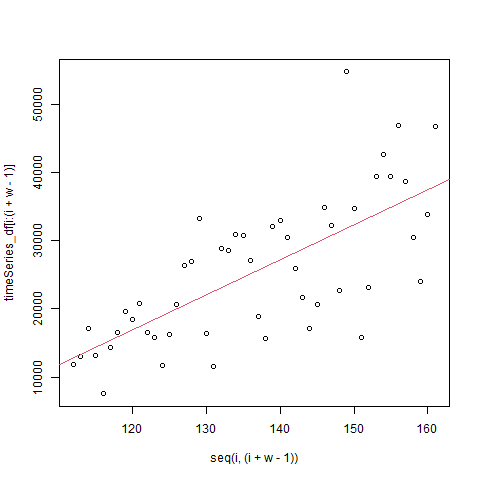 50000
40000
30000
20000
10000
timeSeries_df[i:(i + w - 1)]
120 130 140 150 160
seq(i, (i + w - 1))